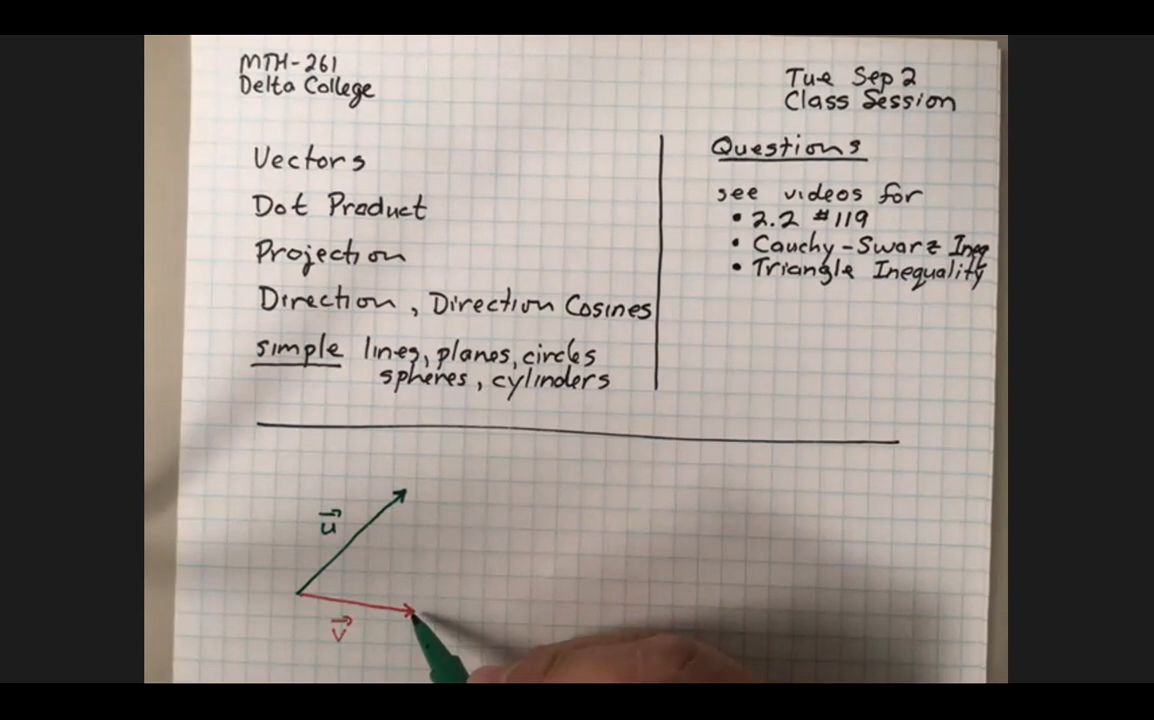 MTH-261
Delta College
Tue Sep 2
Class Session
Vectors
Dot Product
Projection
Direction, Direction Cosines
simple lines, planes, circles
spheres, cylinders
Questions
see videos for
• 2.2 #119
• Cauchy-Swarz Ineq
• Triangle Inequality
u
v